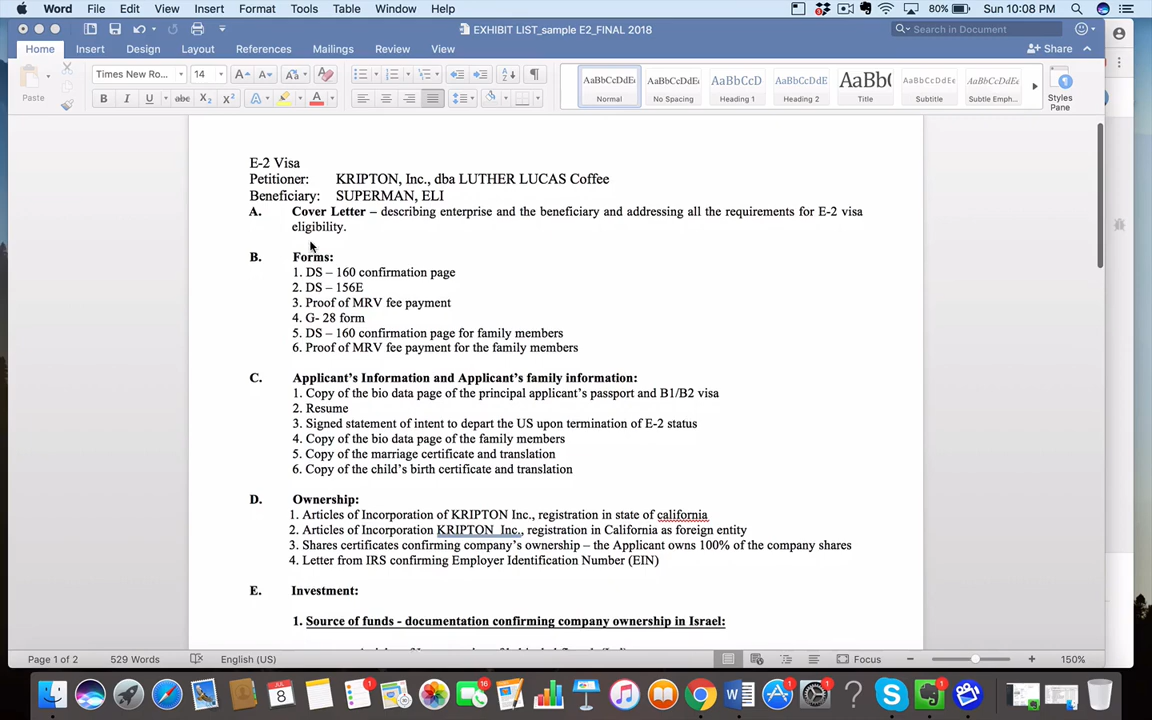 Word File Edit View Insert Format Tools Table Window Help 80% Sun 10:08 PM
EXHIBIT LIST_sample E2_FINAL 2018
Search in Document
Home Insert Design Layout References Mailings Review View Share
Paste
Times New Ro... 14
AaBbCcDdEe AaBbCcDdEe AaBbCcD AaBbCcDdEe AaBb( AaBbCcDdEe AaBbCcDdEe
B I U abc X2 X2 A A
Normal No Spacing Heading 1 Heading 2 Title Subtitle Subtle Emph... Styles Pane
E-2 Visa
Petitioner: KRIPTON, Inc., dba LUTHER LUCAS Coffee
Beneficiary: SUPERMAN, ELI
A. Cover Letter – describing enterprise and the beneficiary and addressing all the requirements for E-2 visa
eligibility.
B. Forms:
1. DS – 160 confirmation page
2. DS – 156E
3. Proof of MRV fee payment
4. G- 28 form
5. DS – 160 confirmation page for family members
6. Proof of MRV fee payment for the family members
C. Applicant's Information and Applicant's family information:
1. Copy of the bio data page of the principal applicant's passport and B1/B2 visa
2. Resume
3. Signed statement of intent to depart the US upon termination of E-2 status
4. Copy of the bio data page of the family members
5. Copy of the marriage certificate and translation
6. Copy of the child's birth certificate and translation
D. Ownership:
1. Articles of Incorporation of KRIPTON Inc., registration in state of california
2. Articles of Incorporation KRIPTON Inc., registration in California as foreign entity
3. Shares certificates confirming company's ownership – the Applicant owns 100% of the company shares
4. Letter from IRS confirming Employer Identification Number (EIN)
E. Investment:
1. Source of funds - documentation confirming company ownership in Israel:
Page 1 of 2 529 Words English (US) Focus 150%